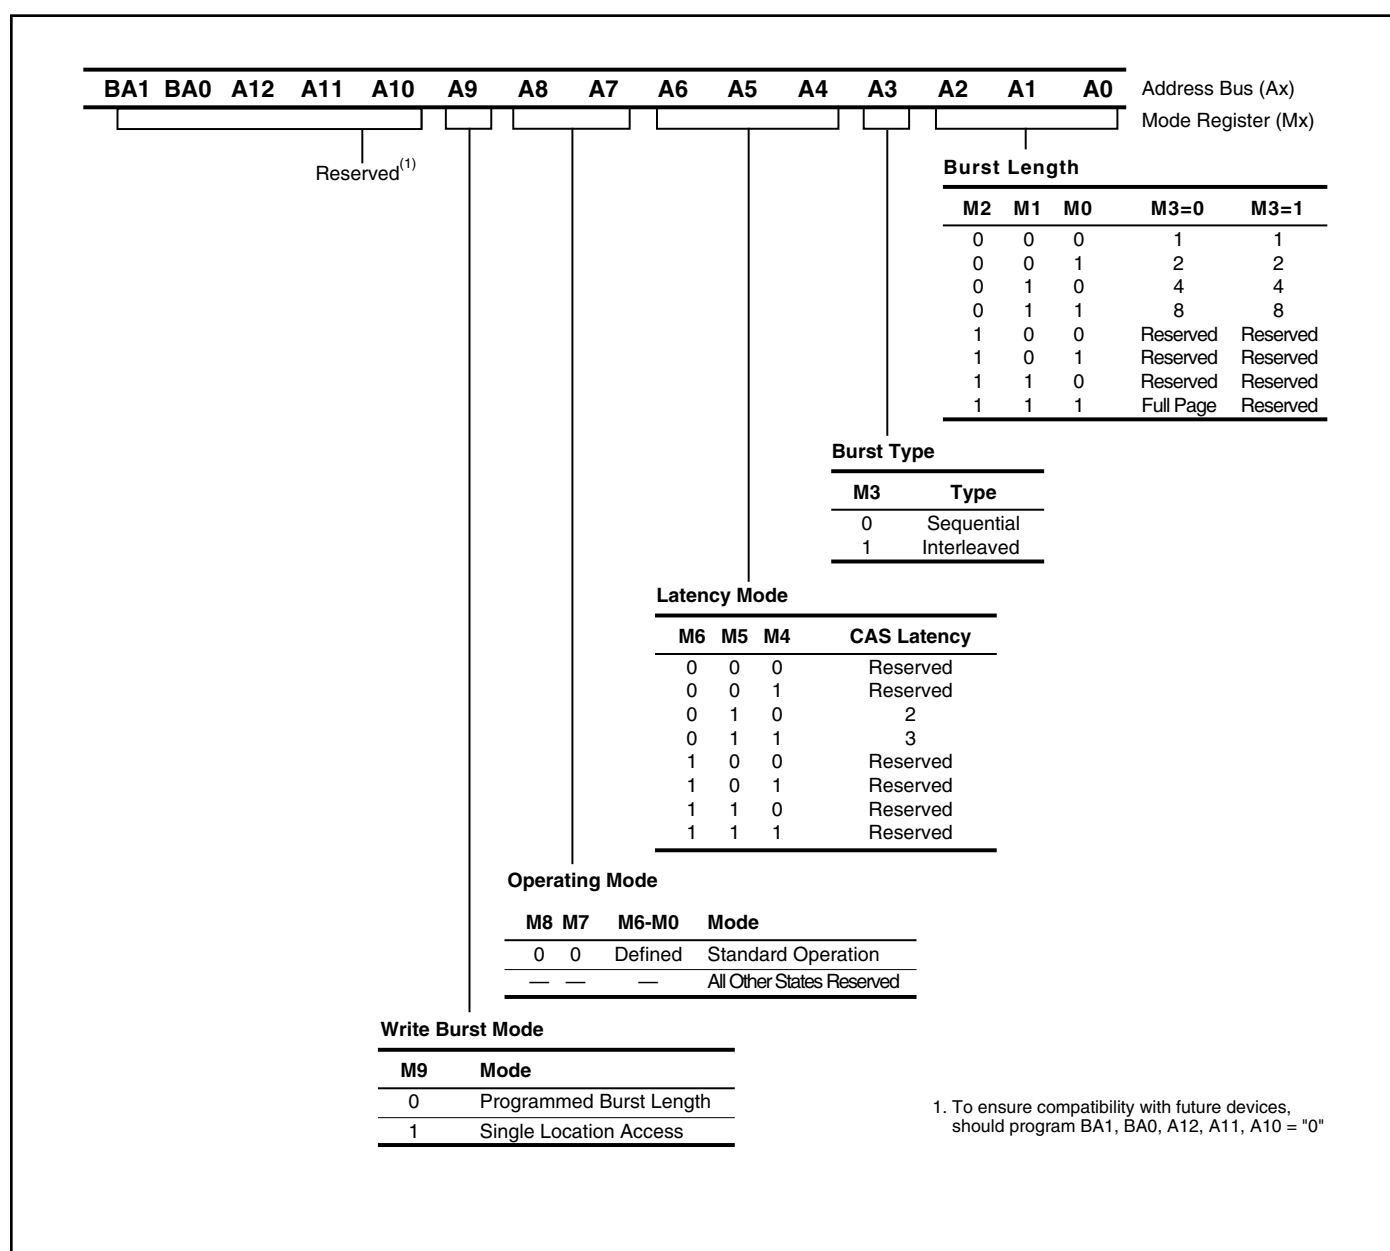 BA1 BA0 A12 A11 A10 A9 A8 A7 A6 A5 A4 A3 A2 A1 A0 Address Bus (Ax)
Mode Register (Mx)
Reserved(1)
Burst Length
M2 M1 M0 M3=0 M3=1
0 0 0 1 1
0 0 1 2 2
0 1 0 4 4
0 1 1 8 8
1 0 0 Reserved Reserved
1 0 1 Reserved Reserved
1 1 0 Reserved Reserved
1 1 1 Full Page Reserved
Burst Type
M3 Type
0 Sequential
1 Interleaved
Latency Mode
M6 M5 M4 CAS Latency
0 0 0 Reserved
0 0 1 Reserved
0 1 0 2
0 1 1 3
1 0 0 Reserved
1 0 1 Reserved
1 1 0 Reserved
1 1 1 Reserved
Operating Mode
M8 M7 M6-M0 Mode
0 0 Defined Standard Operation
— — — All Other States Reserved
Write Burst Mode
M9 Mode
0 Programmed Burst Length
1 Single Location Access
1. To ensure compatibility with future devices,
should program BA1, BA0, A12, A11, A10 = "0"